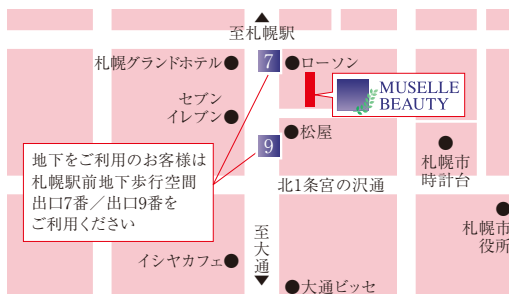 至札幌駅
札幌グランドホテル
7
ローソン
MUSELLE
BEAUTY
セブン
イレブン
9
松屋
札幌市
時計台
地下をご利用のお客様は
札幌駅前地下歩行空間
出口7番／出口9番を
ご利用ください
北1条宮の沢通
札幌市
役所
至大通
イシヤカフェ
大通ビッセ